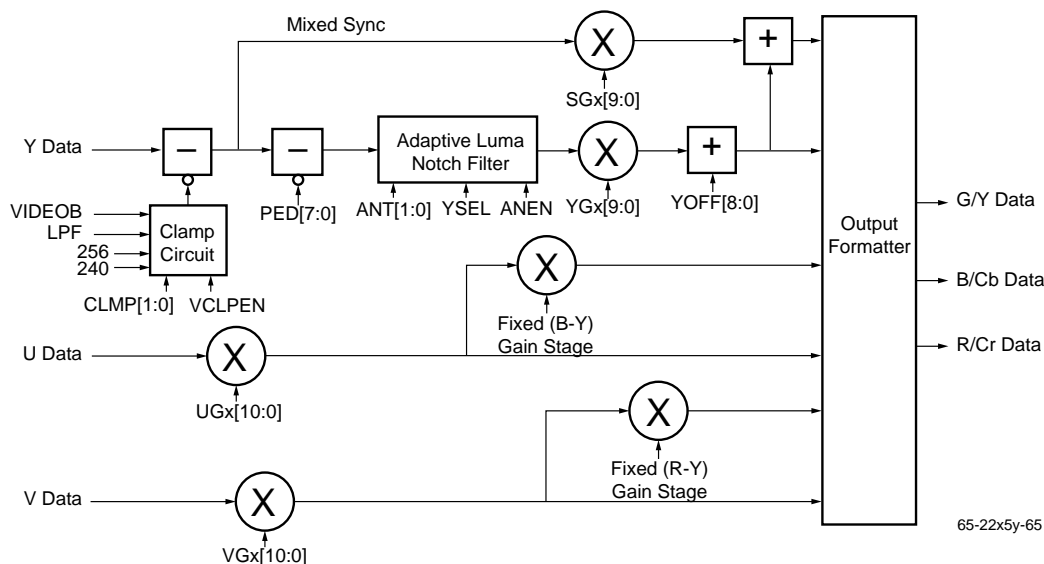 Mixed Sync
X
+
SGx[9:0]
Y Data
−
−
Adaptive Luma
Notch Filter
X
+
PED[7:0]
ANT[1:0]
YSEL
ANEN
YGx[9:0]
YOFF[8:0]
VIDEOB
LPF
256
240
Clamp
Circuit
CLMP[1:0]
VCLPEN
Output
Formatter
G/Y Data
B/Cb Data
R/Cr Data
X
Fixed (B-Y)
Gain Stage
U Data
X
UGx[10:0]
X
Fixed (R-Y)
Gain Stage
V Data
X
VGx[10:0]
65-22x5y-65